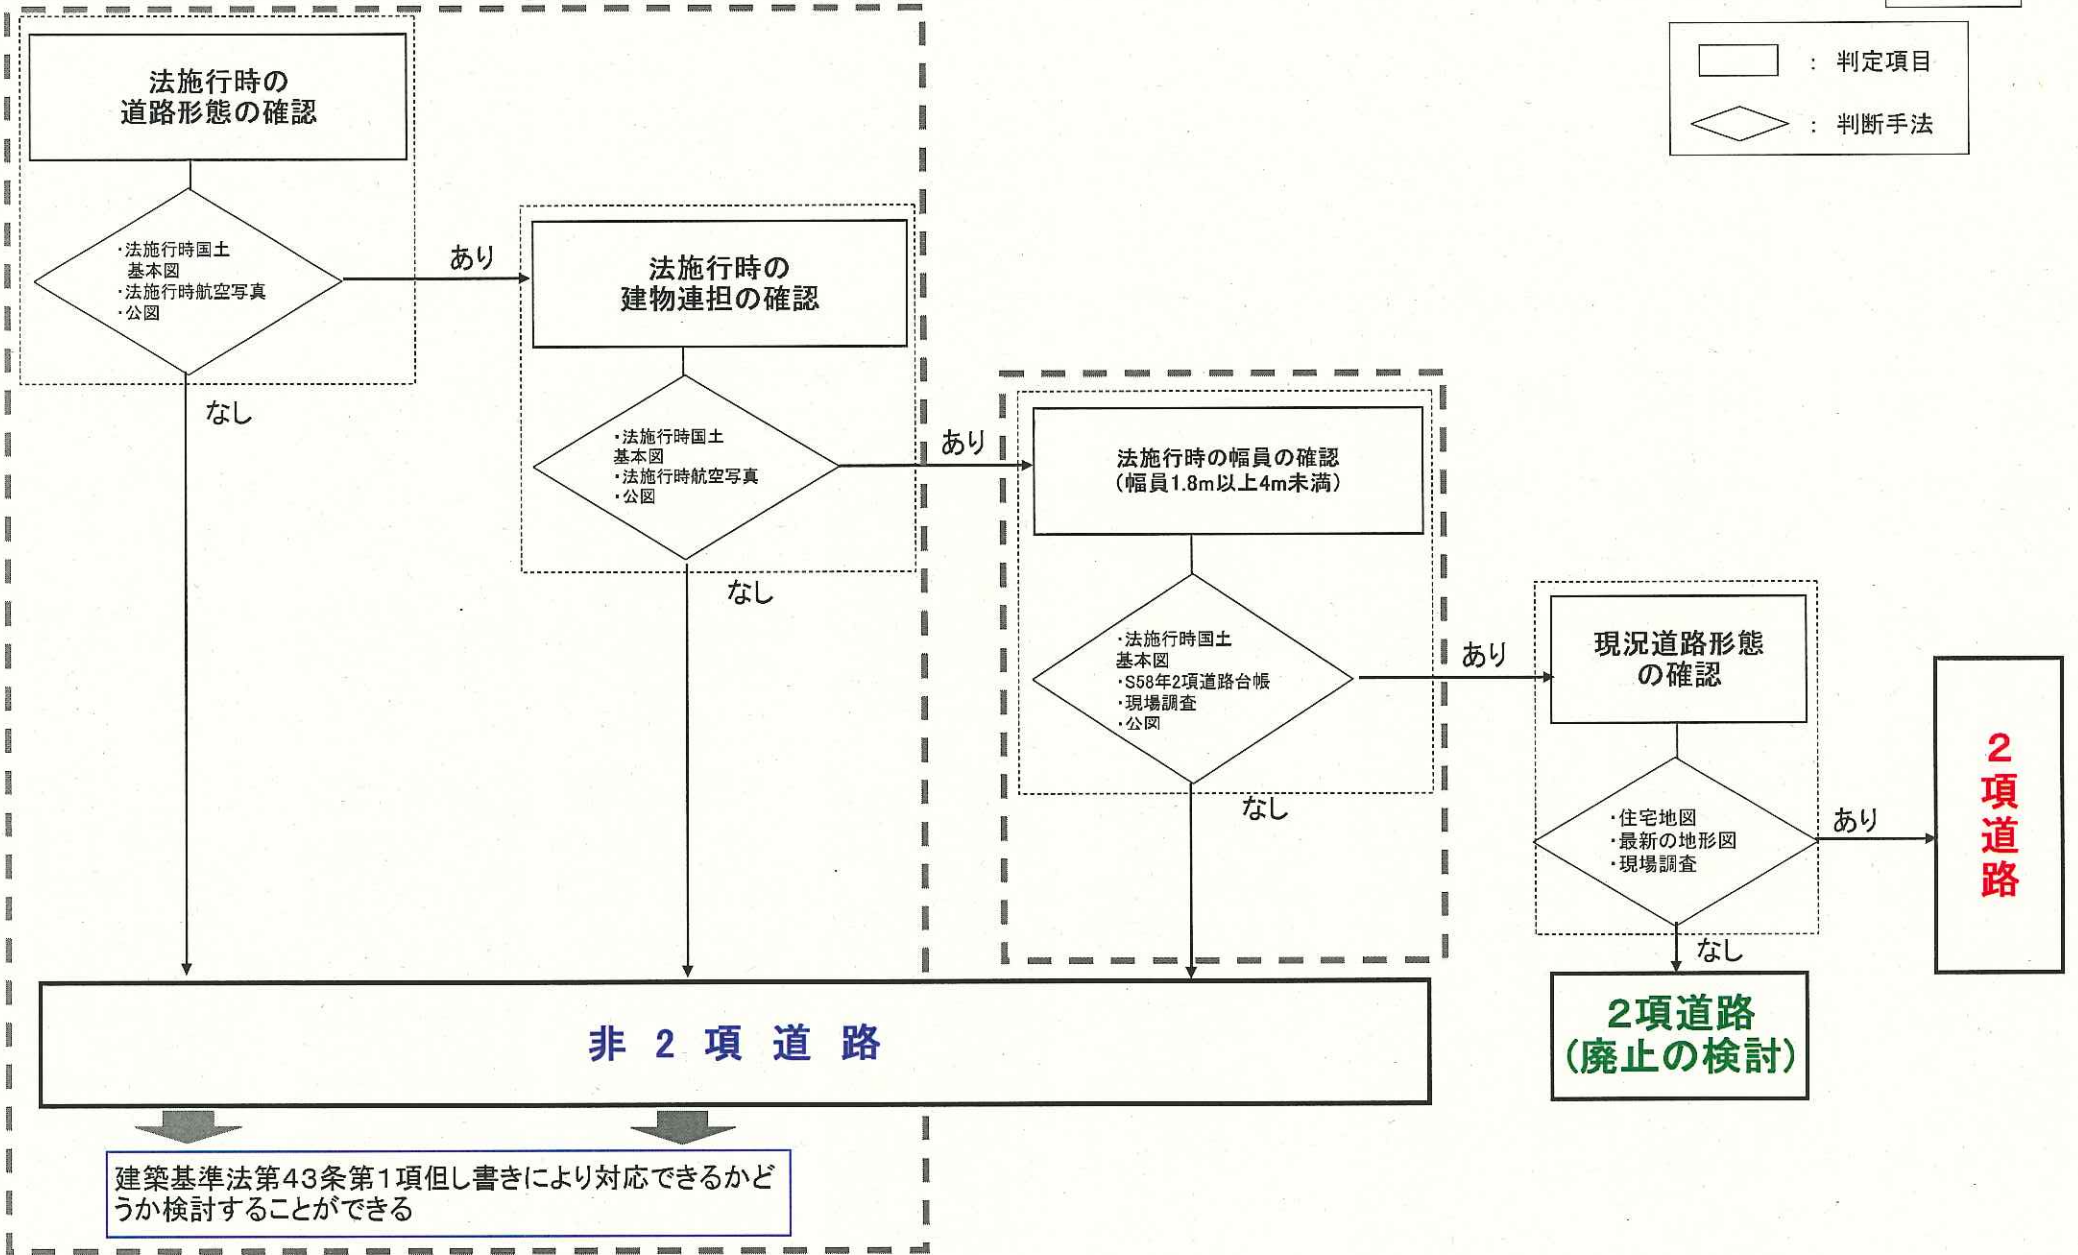 法施行時の
道路形態の確認
・法施行時国土
基本図
・法施行時航空写真
・公図
あり
なし
法施行時の
建物連担の確認
・法施行時国土
基本図
・法施行時航空写真
・公図
あり
なし
法施行時の幅員の確認
(幅員1.8m以上4m未満)
・法施行時国土
基本図
・S58年2項道路台帳
・現場調査
・公図
あり
なし
現況道路形態
の確認
・住宅地図
・最新の地形図
・現場調査
あり
なし
2項道路
2項道路
(廃止の検討)
非2項道路
建築基準法第43条第1項但し書きにより対応できるかど
うか検討することができる
: 判定項目
: 判断手法